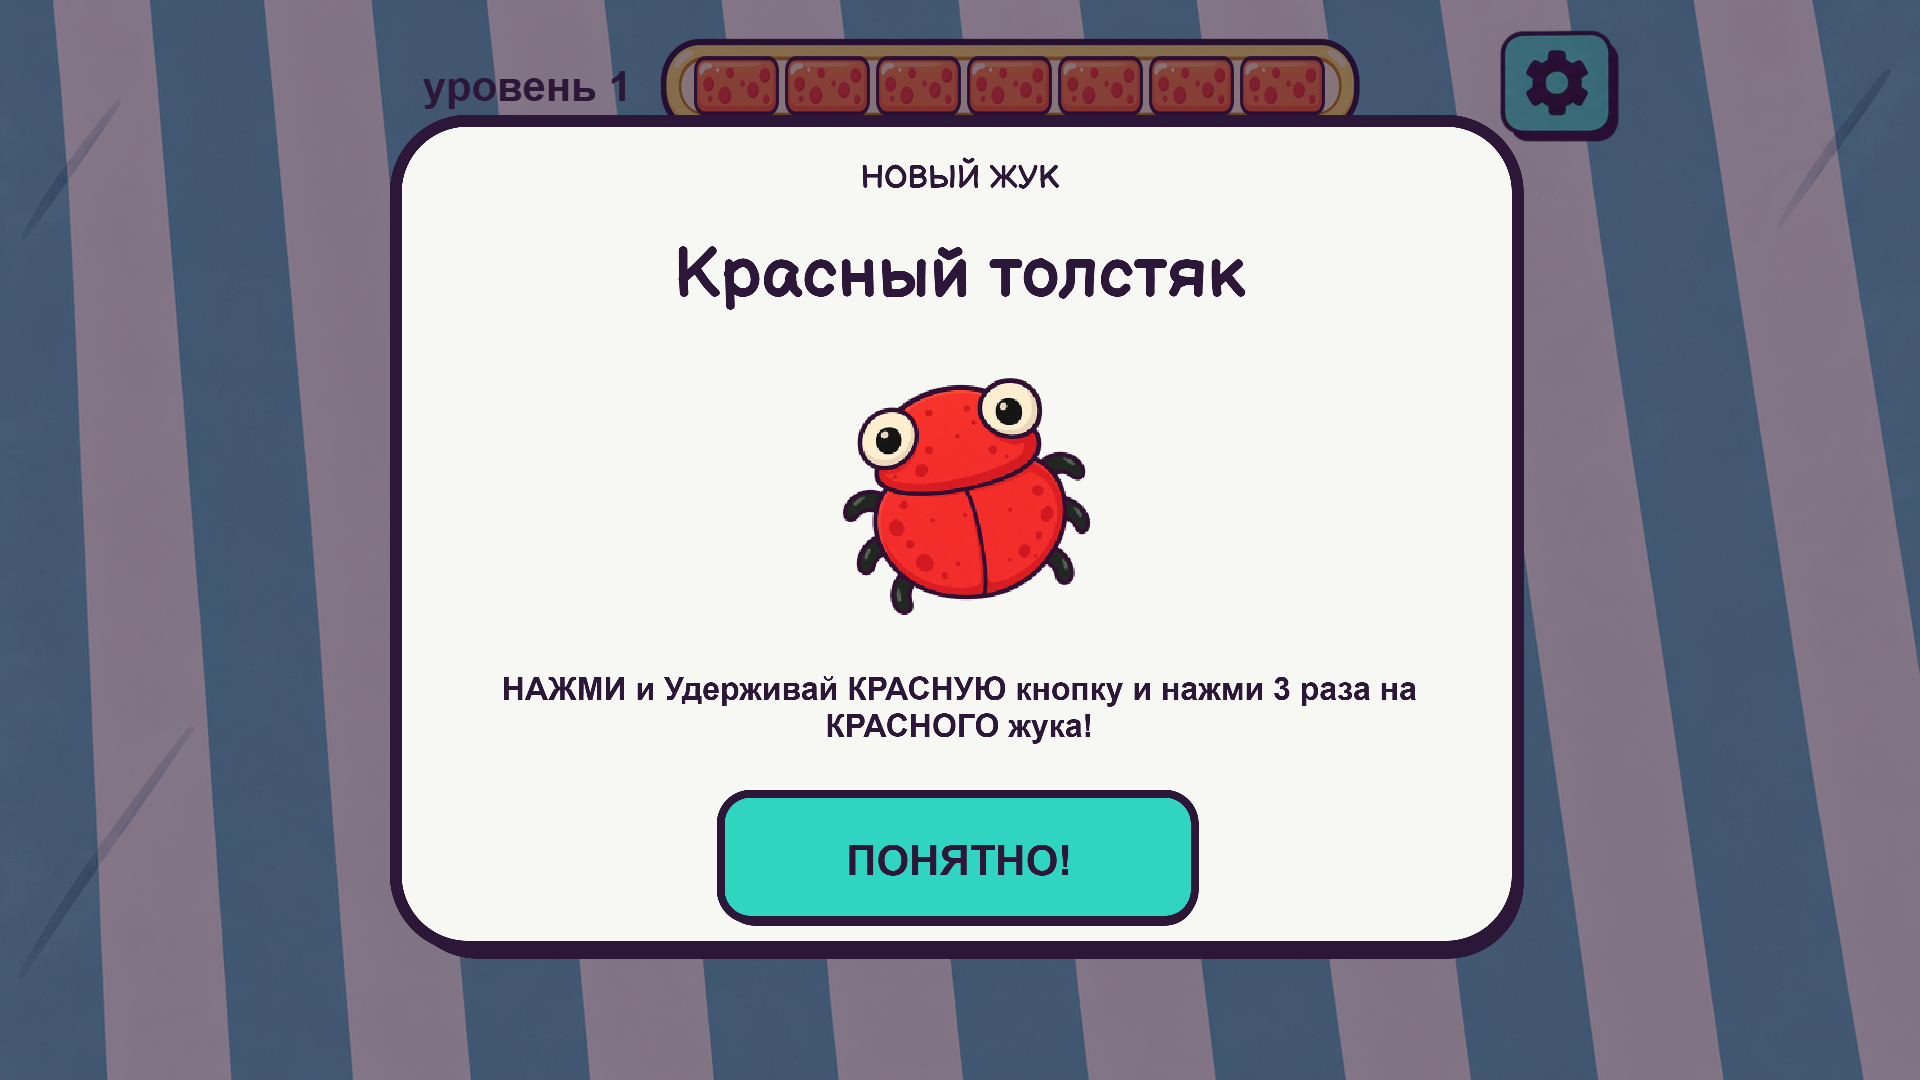 уровень 1
НОВЫЙ ЖУК
Красный толстяк
НАЖМИ и Удерживай КРАСНУЮ кнопку и нажми 3 раза на
КРАСНОГО жука!
ПОНЯТНО!